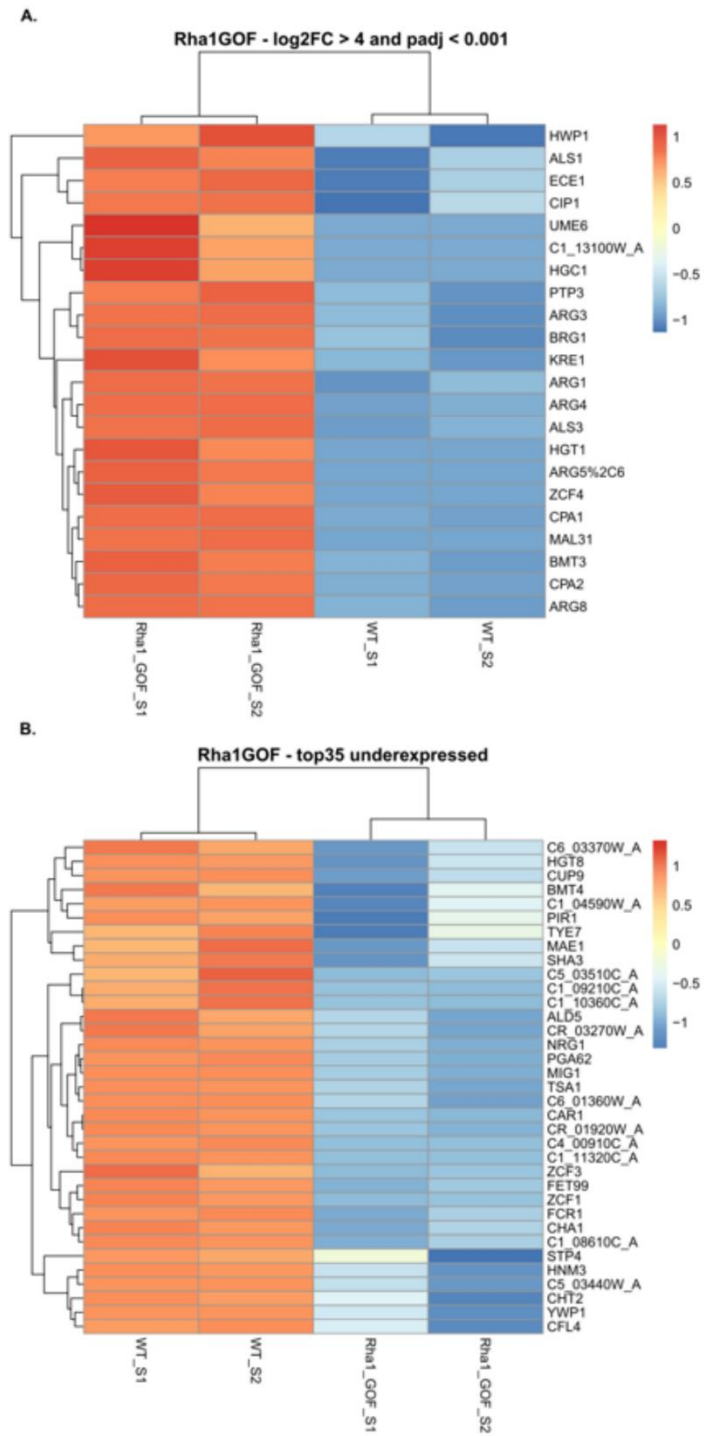 A.
Rha1GOF - log2FC > 4 and padj < 0.001
HWP1
ALS1
ECE1
CIP1
UME6
C1_13100W_A
HGC1
PTP3
ARG3
BRG1
KRE1
ARG1
ARG4
ALS3
HGT1
ARG5%2C6
ZCF4
CPA1
MAL31
BMT3
CPA2
ARG8
1
0.5
0
−0.5
−1
Rha1_GOF_S1
Rha1_GOF_S2
WT_S1
WT_S2
B.
Rha1GOF - top35 underexpressed
C6_03370W_A
HGT8
CUP9
BMT4
C1_04590W_A
PIR1
TYE7
MAE1
SHA3
C5_03510C_A
C1_09210C_A
C1_10360C_A
ALD5
CR_03270W_A
NRG1
PGA62
MIG1
TSA1
C6_01360W_A
CAR1
CR_01920W_A
C4_00910C_A
C1_11320C_A
ZCF3
FET99
ZCF1
FCR1
CHA1
C1_08610C_A
STP4
HNM3
C5_03440W_A
CHT2
YWP1
CFL4
1
0.5
0
−0.5
−1
WT_S1
WT_S2
Rha1_GOF_S1
Rha1_GOF_S2